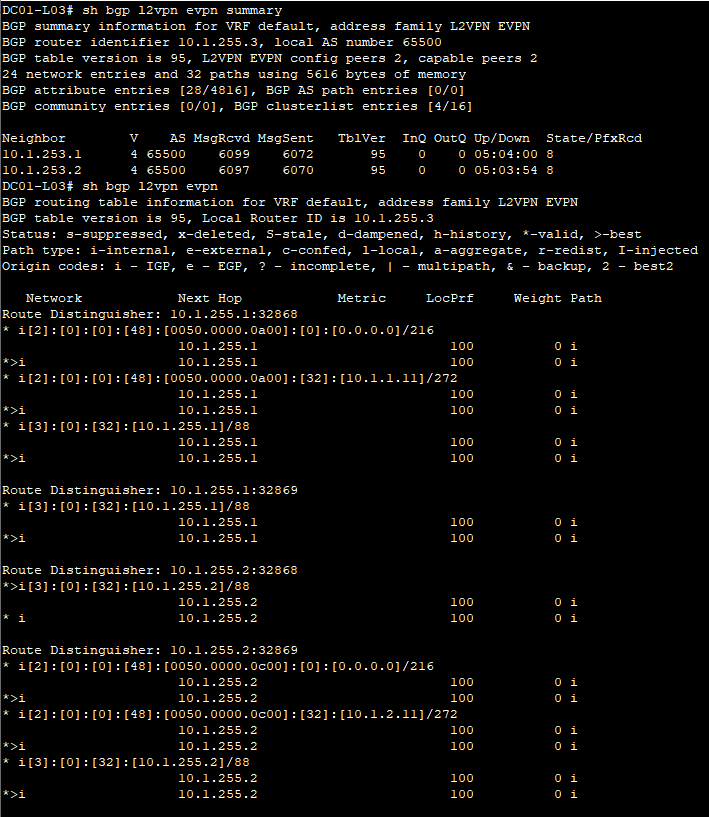 DC01-L03# sh bgp l2vpn evpn summary
BGP summary information for VRF default, address family L2VPN EVPN
BGP router identifier 10.1.255.3, local AS number 65500
BGP table version is 95, L2VPN EVPN config peers 2, capable peers 2
24 network entries and 32 paths using 5616 bytes of memory
BGP attribute entries [28/4816], BGP AS path entries [0/0]
BGP community entries [0/0], BGP clusterlist entries [4/16]

Neighbor        V    AS MsgRcvd MsgSent   TblVer  InQ OutQ Up/Down  State/PfxRcd
10.1.253.1      4 65500    6099    6072       95    0    0 05:04:00 8
10.1.253.2      4 65500    6097    6070       95    0    0 05:03:54 8
DC01-L03# sh bgp l2vpn evpn
BGP routing table information for VRF default, address family L2VPN EVPN
BGP table version is 95, Local Router ID is 10.1.255.3
Status: s-suppressed, x-deleted, S-stale, d-dampened, h-history, *-valid, >-best
Path type: i-internal, e-external, c-confed, l-local, a-aggregate, r-redist, I-injected
Origin codes: i - IGP, e - EGP, ? - incomplete, | - multipath, & - backup, 2 - best2

   Network            Next Hop            Metric     LocPrf     Weight Path
Route Distinguisher: 10.1.255.1:32868
* i[2]:[0]:[0]:[48]:[0050.0000.0a00]:[0]:[0.0.0.0]/216
                      10.1.255.1                        100          0 i
*>i                   10.1.255.1                        100          0 i
* i[2]:[0]:[0]:[48]:[0050.0000.0a00]:[32]:[10.1.1.11]/272
                      10.1.255.1                        100          0 i
*>i                   10.1.255.1                        100          0 i
* i[3]:[0]:[32]:[10.1.255.1]/88
                      10.1.255.1                        100          0 i
*>i                   10.1.255.1                        100          0 i

Route Distinguisher: 10.1.255.1:32869
* i[3]:[0]:[32]:[10.1.255.1]/88
                      10.1.255.1                        100          0 i
*>i                   10.1.255.1                        100          0 i

Route Distinguisher: 10.1.255.2:32868
*>i[3]:[0]:[32]:[10.1.255.2]/88
                      10.1.255.2                        100          0 i
* i                   10.1.255.2                        100          0 i

Route Distinguisher: 10.1.255.2:32869
* i[2]:[0]:[0]:[48]:[0050.0000.0c00]:[0]:[0.0.0.0]/216
                      10.1.255.2                        100          0 i
*>i                   10.1.255.2                        100          0 i
* i[2]:[0]:[0]:[48]:[0050.0000.0c00]:[32]:[10.1.2.11]/272
                      10.1.255.2                        100          0 i
*>i                   10.1.255.2                        100          0 i
* i[3]:[0]:[32]:[10.1.255.2]/88
                      10.1.255.2                        100          0 i
*>i                   10.1.255.2                        100          0 i